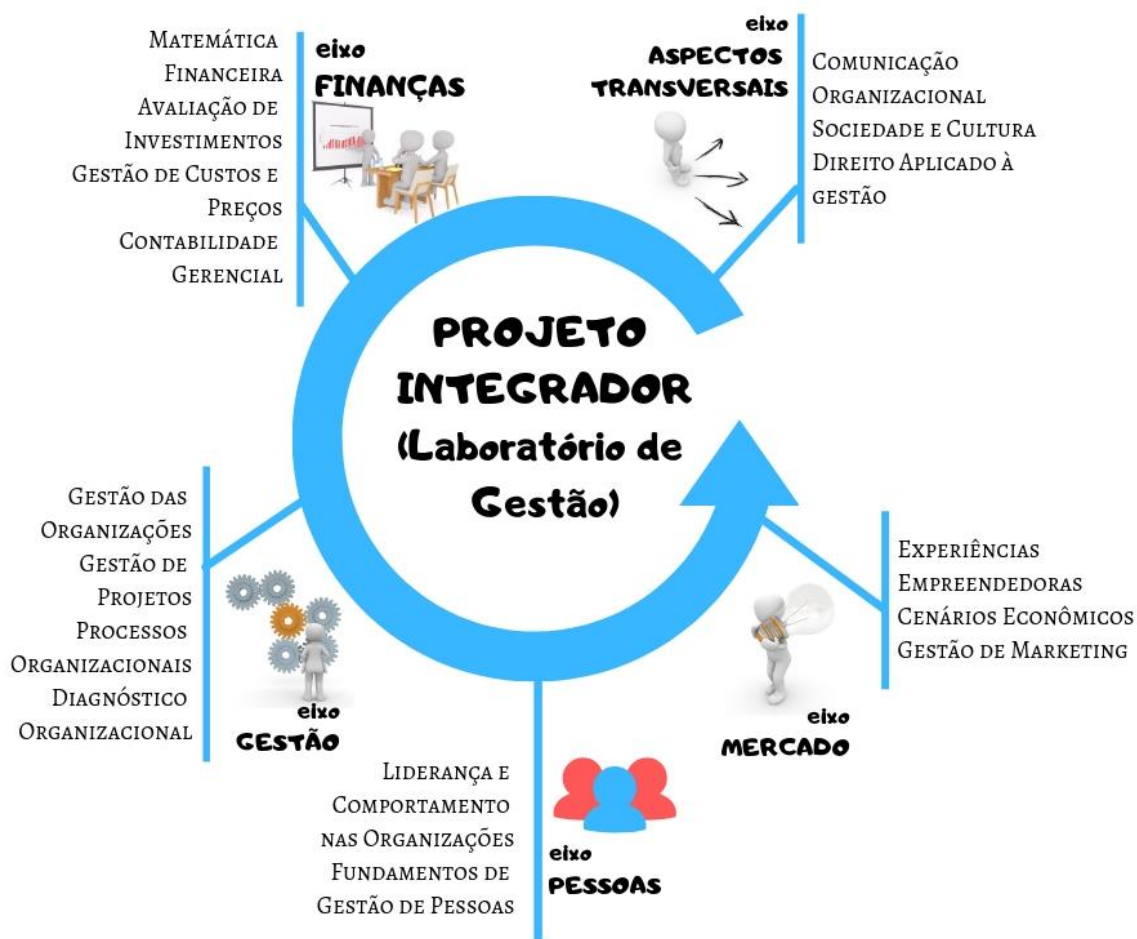 MATEMÁTICA
FINANCEIRA
AVALIAÇÃO DE
INVESTIMENTOS
GESTÃO DE CUSTOS E
PREÇOS
CONTABILIDADE
GERENCIAL
eixo
FINANÇAS
eixo
ASPECTOS
TRANSVERSAIS
COMUNICAÇÃO
ORGANIZACIONAL
SOCIEDADE E CULTURA
DIREITO APLICADO À
GESTÃO
PROJETO
INTEGRADOR
(Laboratório de
Gestão)
GESTÃO DAS
ORGANIZAÇÕES
GESTÃO DE
PROJETOS
PROCESSOS
ORGANIZACIONAIS
DIAGNÓSTICO
ORGANIZACIONAL
eixo
GESTÃO
LIDERANÇA E
COMPORTAMENTO
NAS ORGANIZAÇÕES
FUNDAMENTOS DE
GESTÃO DE PESSOAS
eixo
PESSOAS
eixo
MERCADO
EXPERIÊNCIAS
EMPREENDEDORAS
CENÁRIOS ECONÔMICOS
GESTÃO DE MARKETING